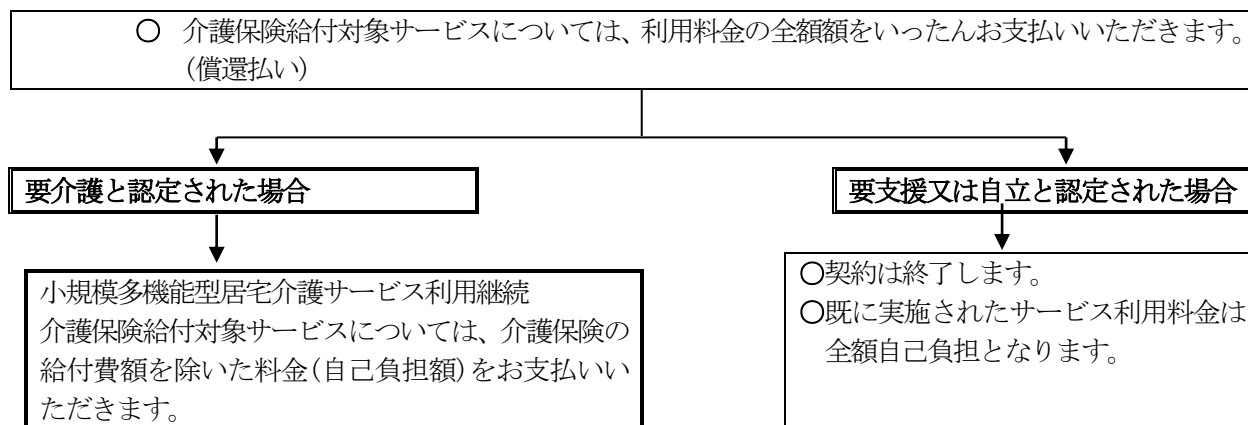 ○ 介護保険給付対象サービスについては、利用料金の全額額をいったんお支払いいただきます。
(償還払い)
要介護と認定された場合
要支援又は自立と認定された場合
小規模多機能型居宅介護サービス利用継続
介護保険給付対象サービスについては、介護保険の
給付費額を除いた料金(自己負担額)をお支払いい
ただきます。
○契約は終了します。
○既に実施されたサービス利用料金は
全額自己負担となります。